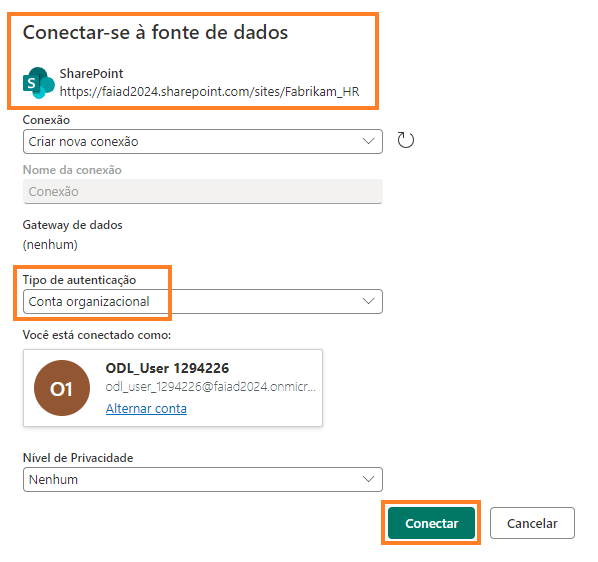 Conectar-se à fonte de dados
S
SharePoint
https://faiad2024.sharepoint.com/sites/Fabrikam_HR
Conexão
Criar nova conexão
Nome da conexão
Conexão
Gateway de dados
(nenhum)
Tipo de autenticação
Conta organizacional
Você está conectado como:
O1
ODL_User 1294226
odl_user_1294226@faiad2024.onmicr...
Alternar conta
Nível de Privacidade
Nenhum
Conectar
Cancelar